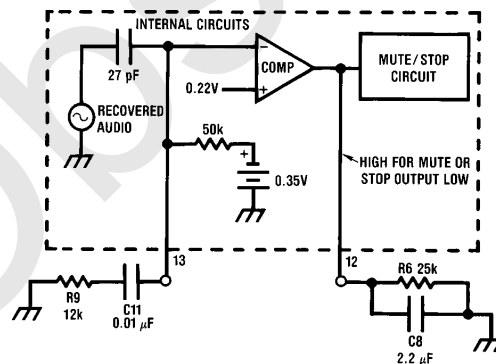 INTERNAL CIRCUITS
27 pF
−
COMP
+
0.22V
MUTE/STOP
CIRCUIT
RECOVERED
AUDIO
50k
+
0.35V
HIGH FOR MUTE OR
STOP OUTPUT LOW
13
12
R9
12k
C11
0.01 μF
R6 25k
C8
2.2 μF